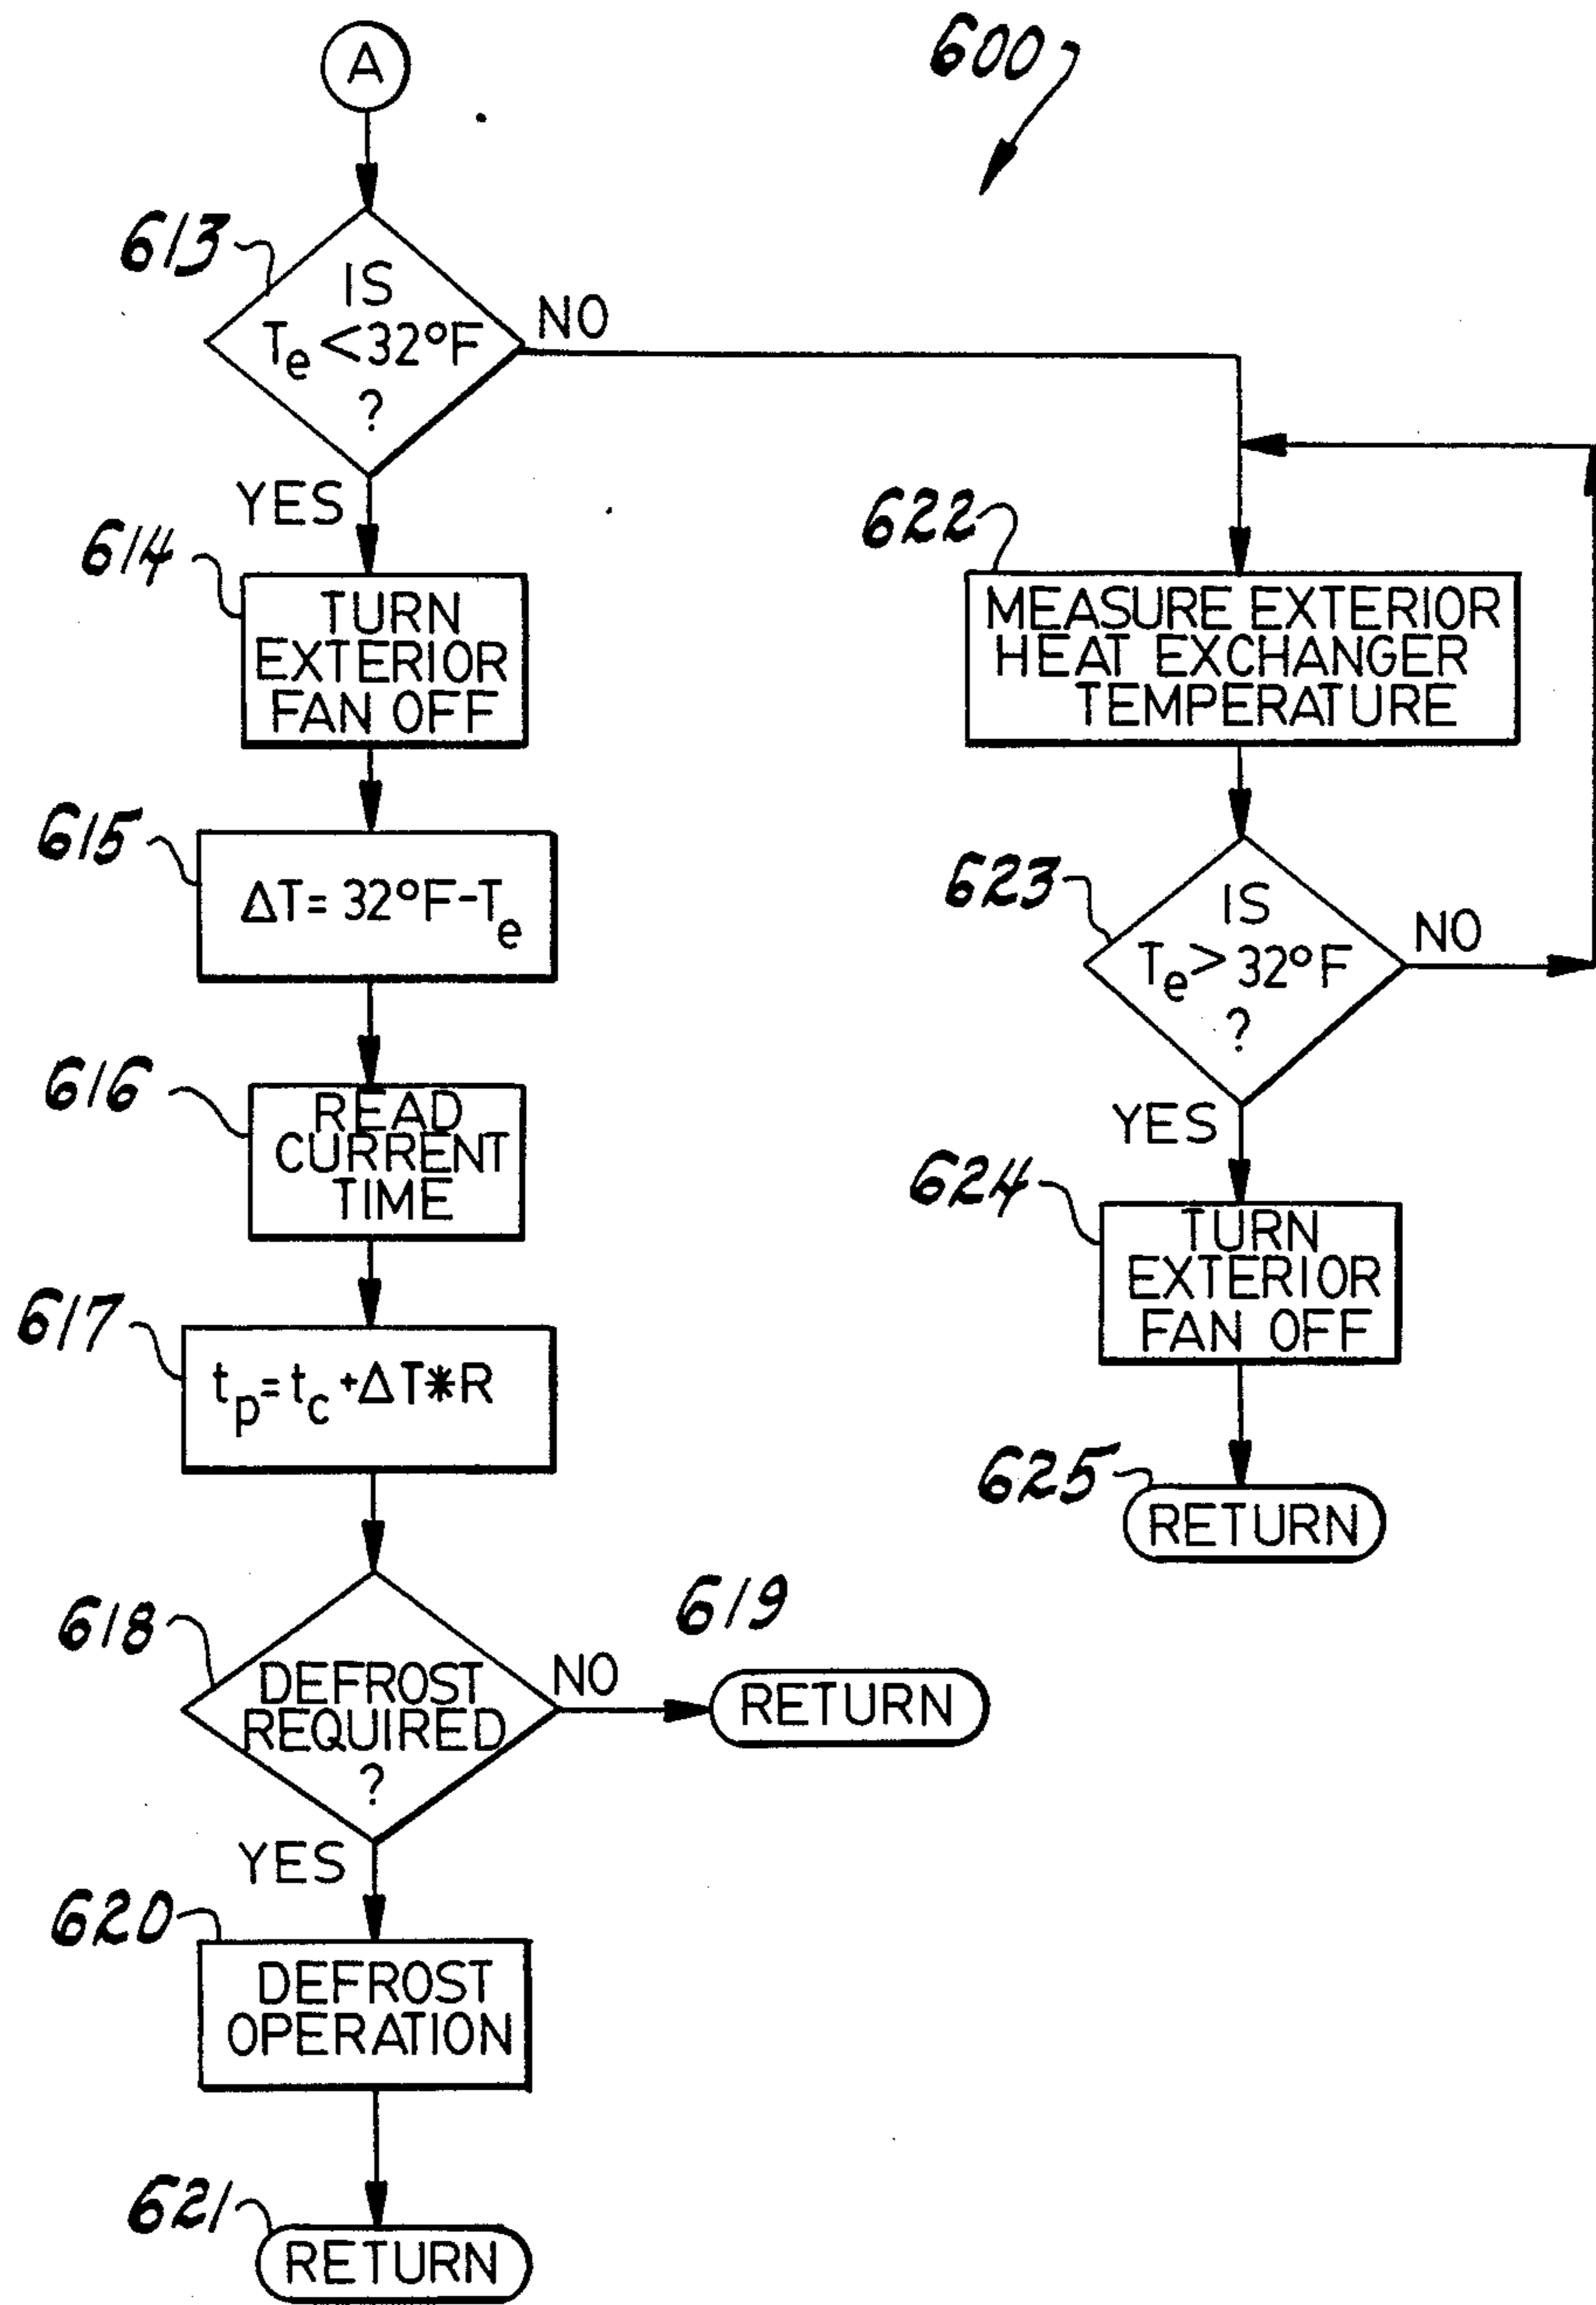 A
600
613
IS
Te <32°F
?
NO
YES
614
TURN
EXTERIOR
FAN OFF
615
ΔT= 32°F-Te
616
READ
CURRENT
TIME
617
tp=tc+ΔT*R
618
DEFROST
REQUIRED
?
NO
619
RETURN
YES
620
DEFROST
OPERATION
621
RETURN
622
MEASURE EXTERIOR
HEAT EXCHANGER
TEMPERATURE
623
IS
Te> 32°F
?
NO
YES
624
TURN
EXTERIOR
FAN OFF
625
RETURN